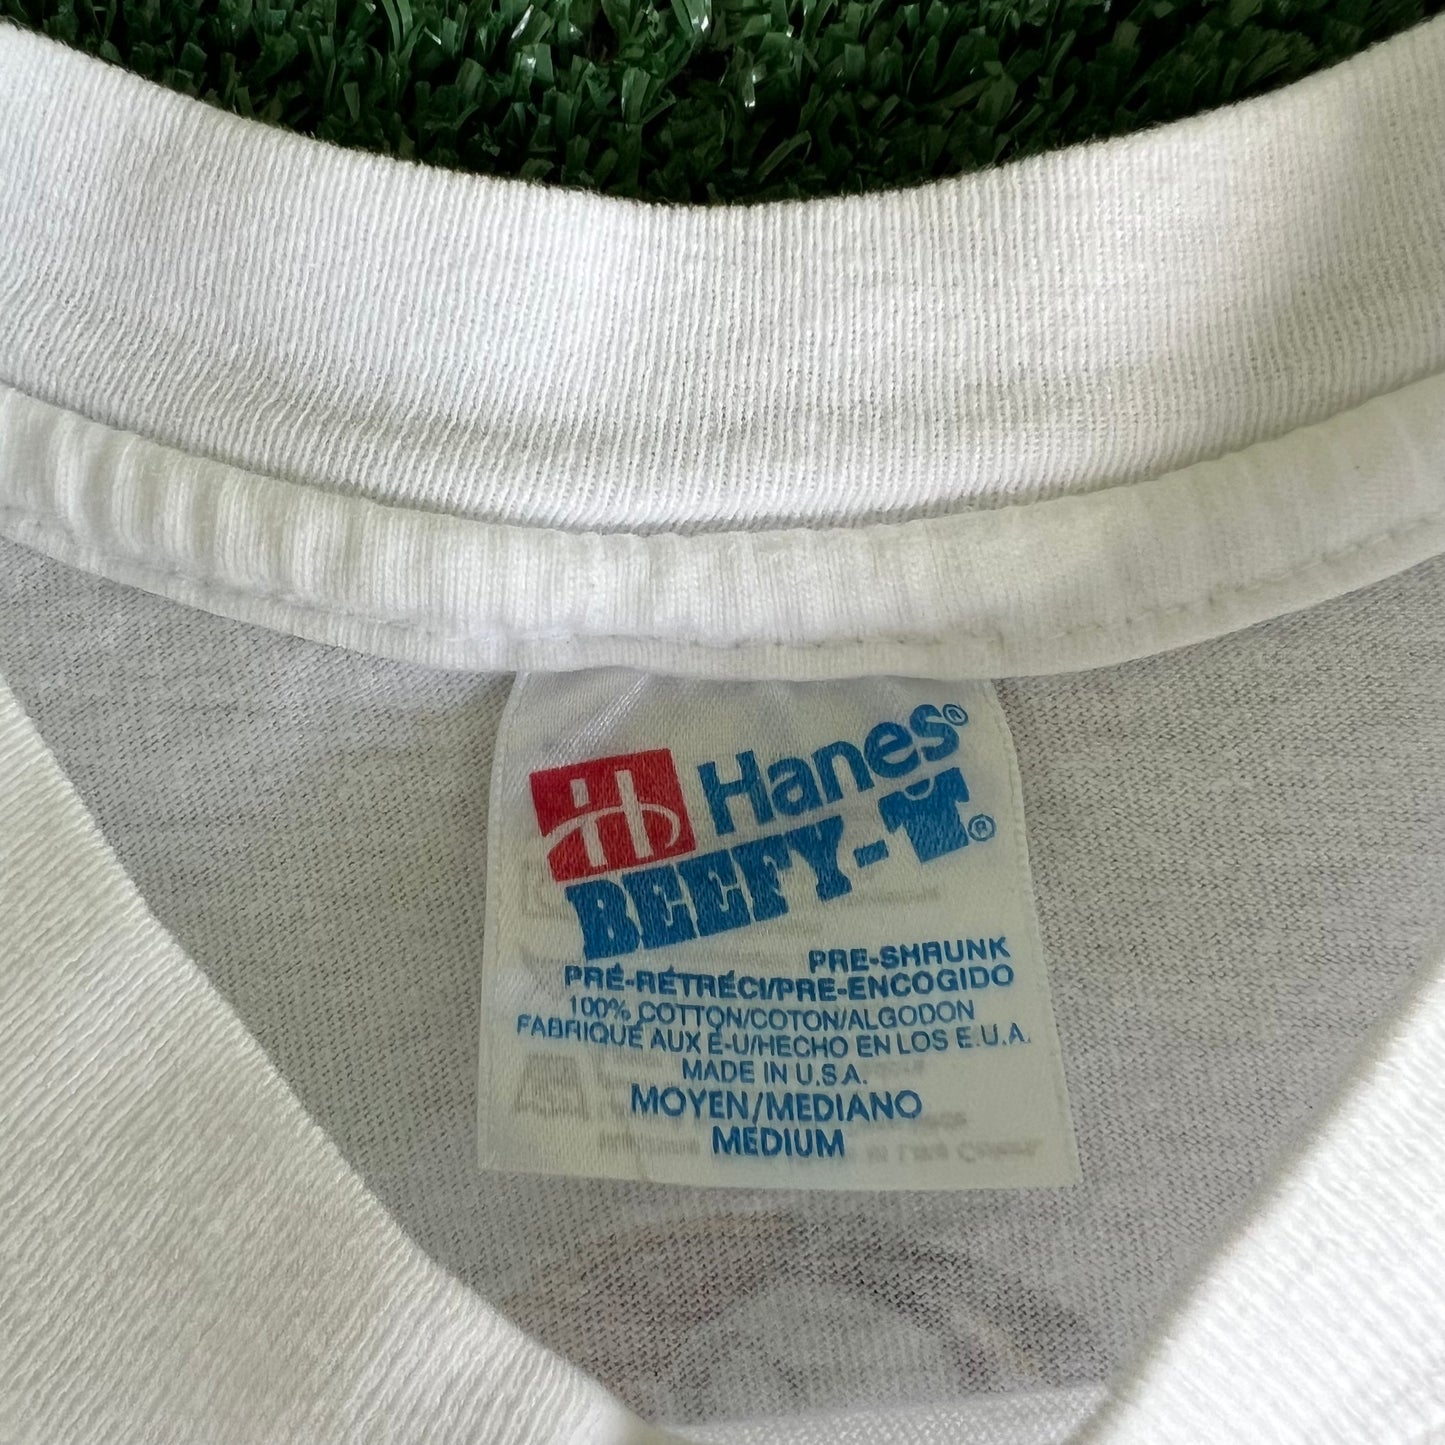 Hanes®
BEEFY-T®
PRE-SHRUNK
PRÉ-RÉTRÉCI/PRE-ENCOGIDO
100% COTTON/COTON/ALGODON
FABRIQUÉ AUX É-U/HECHO EN LOS E.U.A.
MADE IN U.S.A.
MOYEN/MEDIANO
MEDIUM